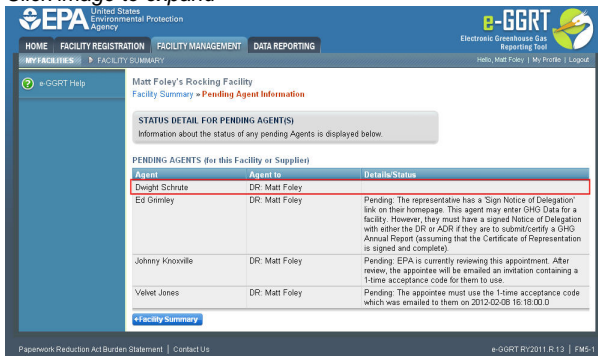 Click image to expand
EPA United States Environmental Protection Agency
e-GGRT
Electronic Greenhouse Gas
Reporting Tool
HOME FACILITY REGISTRATION FACILITY MANAGEMENT DATA REPORTING
MY FACILITIES FACILITY SUMMARY Hello, Matt Foley | My Profile | Logout
e-GGRT Help
Matt Foley's Rocking Facility
Facility Summary » Pending Agent Information
STATUS DETAIL FOR PENDING AGENT(S)
Information about the status of any pending Agents is displayed below.
PENDING AGENTS (for this Facility or Supplier)
Agent Agent to Details/Status
Dwight Schrute DR: Matt Foley
Ed Grimley DR: Matt Foley Pending: The representative has a 'Sign Notice of Delegation'
link on their homepage. This agent may enter GHG Data for a
facility. However, they must have a signed Notice of Delegation
with either the DR or ADR if they are to submit/certify a GHG
Annual Report (assuming that the Certificate of Representation
is signed and complete).
Johnny Knoxville DR: Matt Foley Pending: EPA is currently reviewing this appointment. After
review, the appointee will be emailed an invitation containing a
1-time acceptance code for them to use.
Velvet Jones DR: Matt Foley Pending: The appointee must use the 1-time acceptance code
which was emailed to them on 2012-02-08 16:18:00.0
+Facility Summary
Paperwork Reduction Act Burden Statement | Contact Us e-GGRT RY2011.R.13 | FM5-1